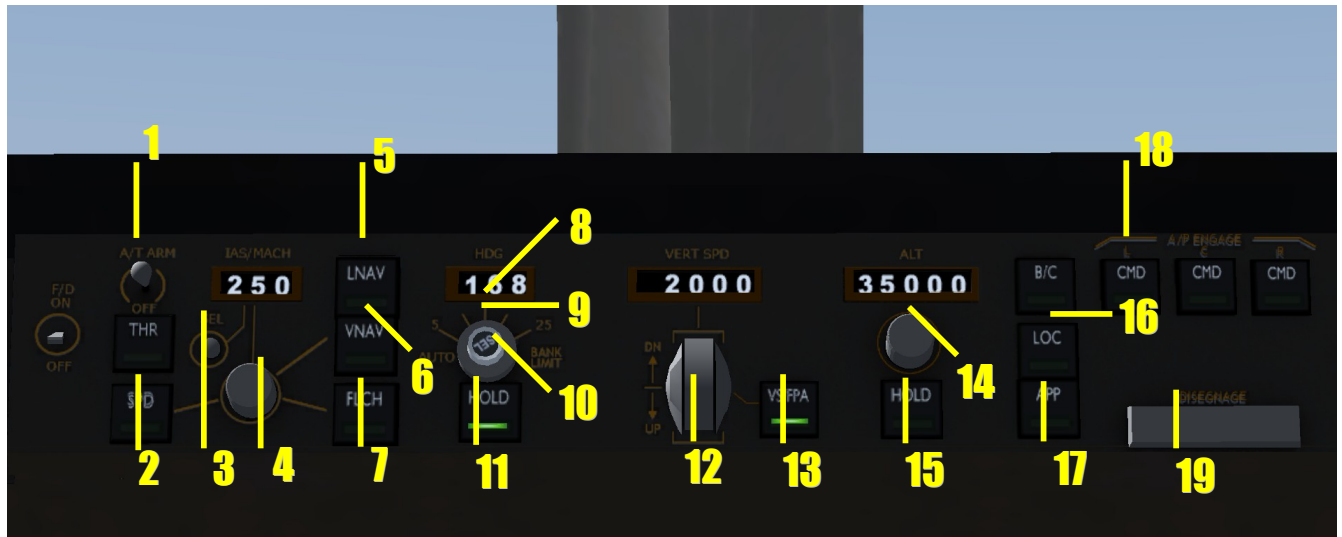 1
5
18
8
A/T ARM
IAS/MACH
HDG
VERT SPD
ALT
A/P ENGAGE
L
C
R
LNAV
B/C
CMD
CMD
CMD
250
168
2000
35000
9
F/D
ON
OFF
SEL
16
THR
VNAV
5
25
LOC
OFF
AUTO
SEL
BANK
LIMIT
DN
6
10
14
SPD
FLCH
HOLD
VS/FPA
HOLD
APP
DISEGNAGE
UP
2
3
4
7
11
12
13
15
17
19